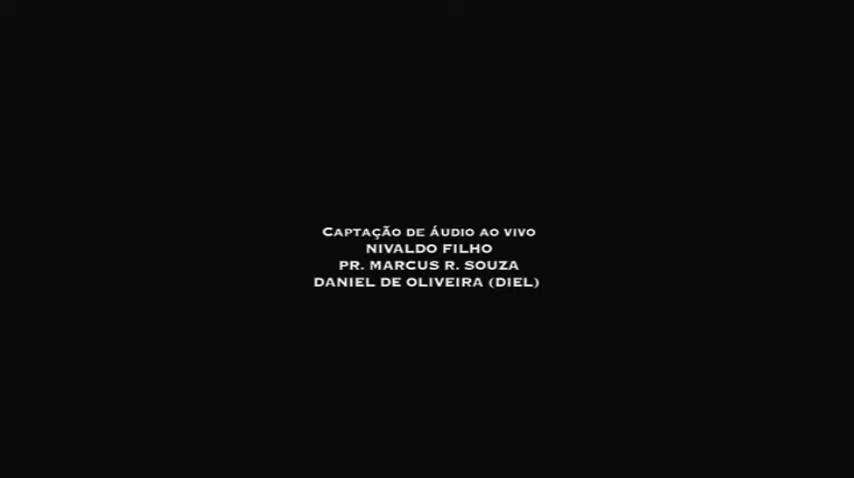 Captação de áudio ao vivo
NIVALDO FILHO
PR. MARCUS R. SOUZA
DANIEL DE OLIVEIRA (DIEL)